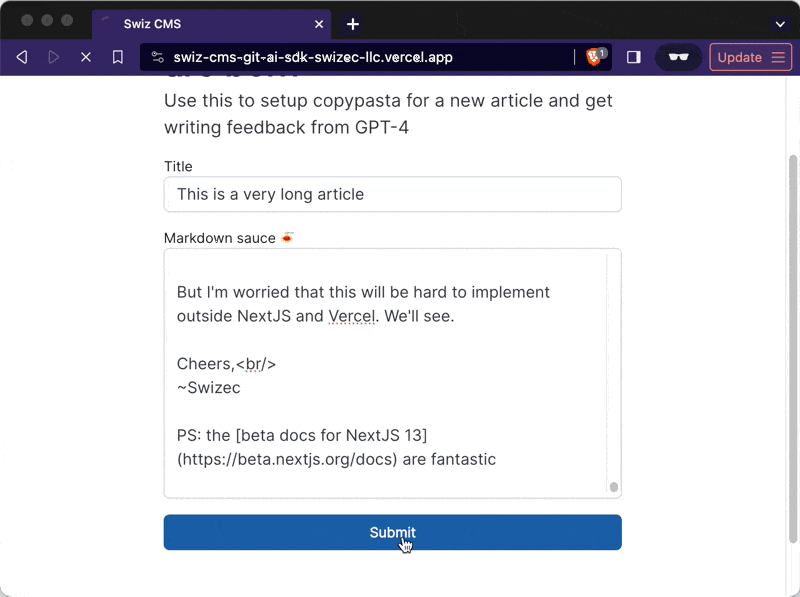 Swiz CMS
swiz-cms-git-ai-sdk-swizec-llc.vercel.app
1
Update
Use this to setup copypasta for a new article and get
writing feedback from GPT-4
Title
This is a very long article
Markdown sauce
But I'm worried that this will be hard to implement
outside NextJS and Vercel. We'll see.
Cheers,<br/>
~Swizec
PS: the [beta docs for NextJS 13]
(https://beta.nextjs.org/docs) are fantastic
Submit